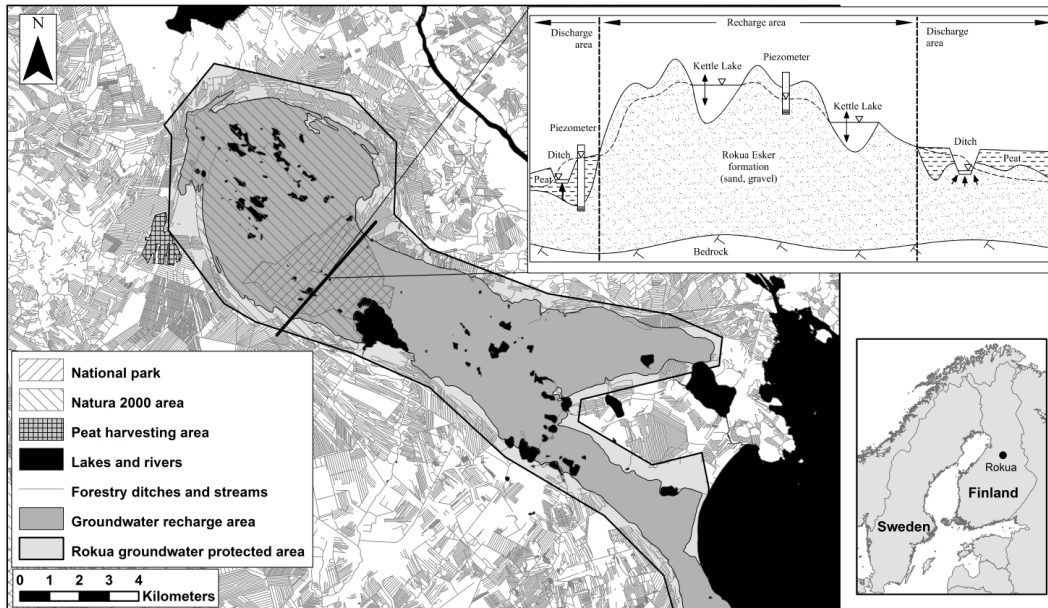 N
Discharge
area
Recharge area
Discharge
area
Kettle Lake
Piezometer
Kettle Lake
Piezometer
Ditch
Peat
Rokua Esker
formation
(sand, gravel)
Ditch
Peat
Bedrock
National park
Natura 2000 area
Peat harvesting area
Lakes and rivers
Forestry ditches and streams
Groundwater recharge area
Rokua groundwater protected area
0 1 2 3 4
Kilometers
Rokua
Finland
Sweden